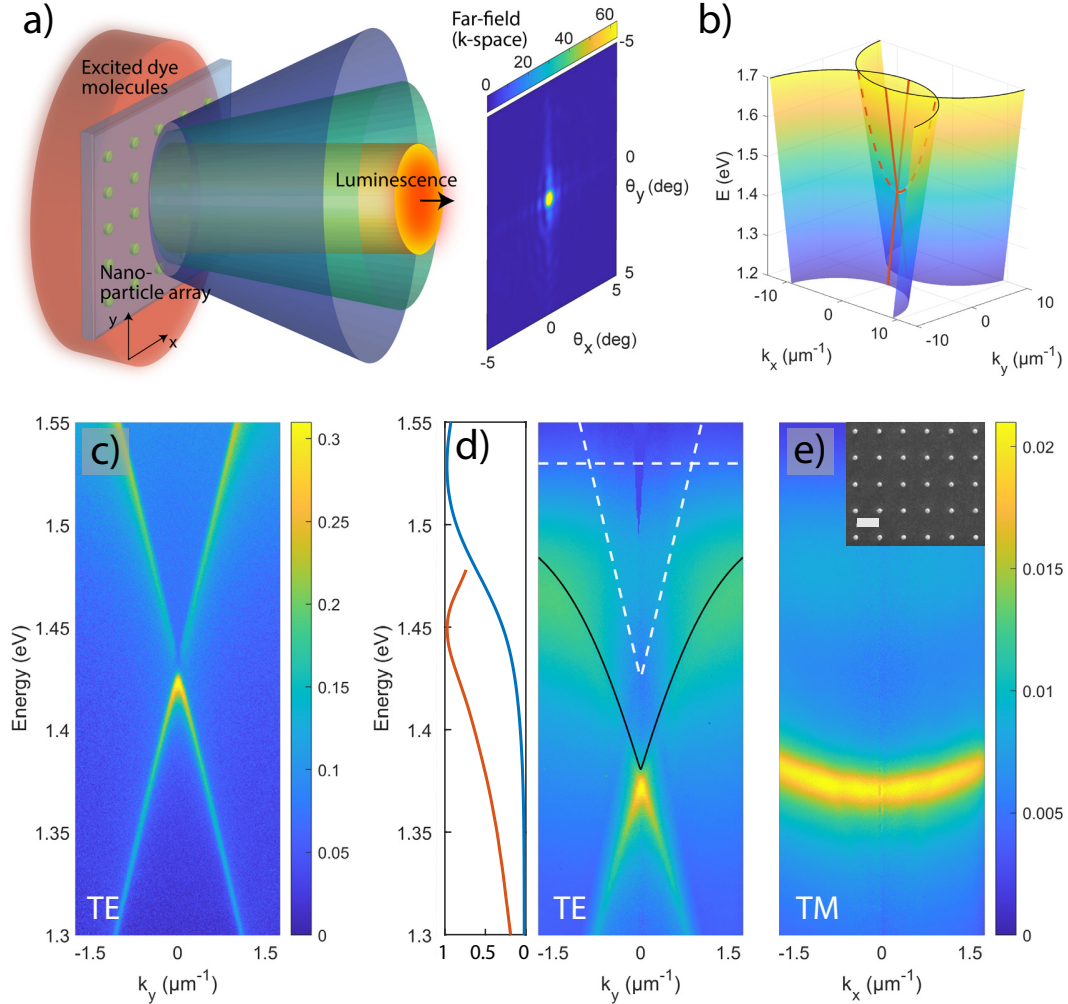 a)
Excited dye
molecules
Nano-
particle array
y
x
Luminescence
Far-field
(k-space)
0
20
40
60
-5
0
θy (deg)
5
5
0
θx (deg)
-5
b)
E (eV)
1.7
1.6
1.5
1.4
1.3
1.2
-10
0
10
kx (μm⁻¹)
-10
0
10
ky (μm⁻¹)
c)
Energy (eV)
1.55
1.5
1.45
1.4
1.35
1.3
TE
-1.5
0
1.5
ky (μm⁻¹)
0.3
0.25
0.2
0.15
0.1
0.05
0
d)
Energy (eV)
1.55
1.5
1.45
1.4
1.35
1.3
1
0.5
0
TE
-1.5
0
1.5
ky (μm⁻¹)
e)
TM
-1.5
0
1.5
kx (μm⁻¹)
0.02
0.015
0.01
0.005
0